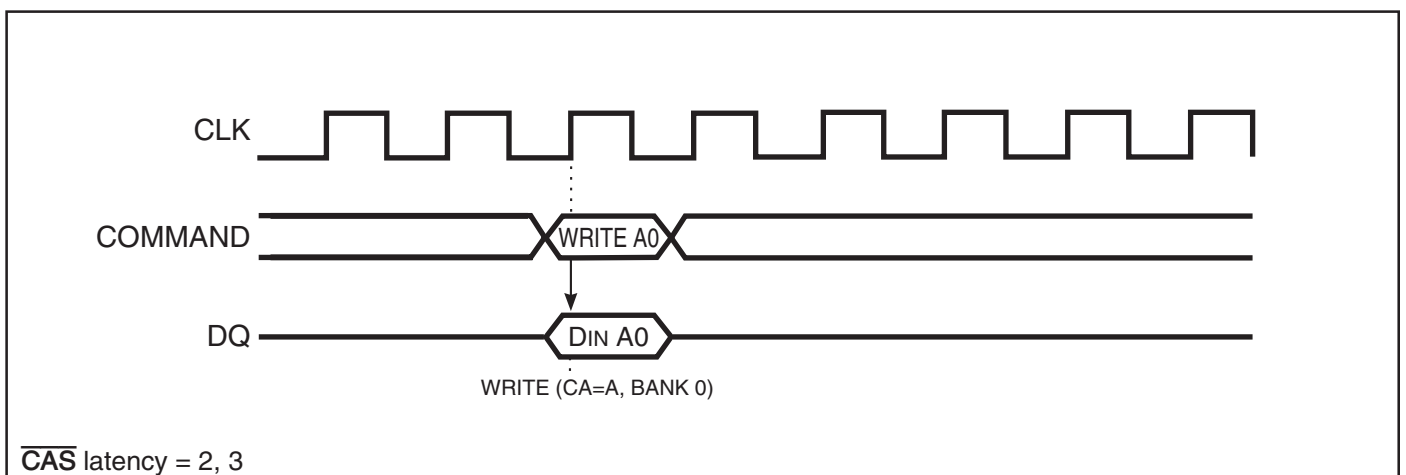 CLK
COMMAND
WRITE A0
DQ
DIN A0
WRITE (CA=A, BANK 0)
CAS latency = 2, 3